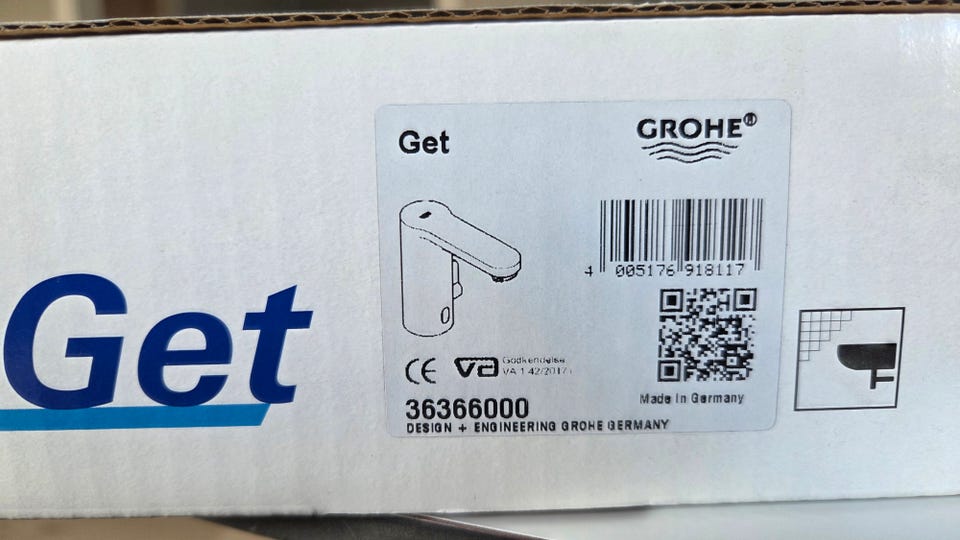 Get
GROHE®
4 005176 918117
CE
va Godkendelse
VA 1.42/20171
Made in Germany
36366000
DESIGN + ENGINEERING GROHE GERMANY
Get